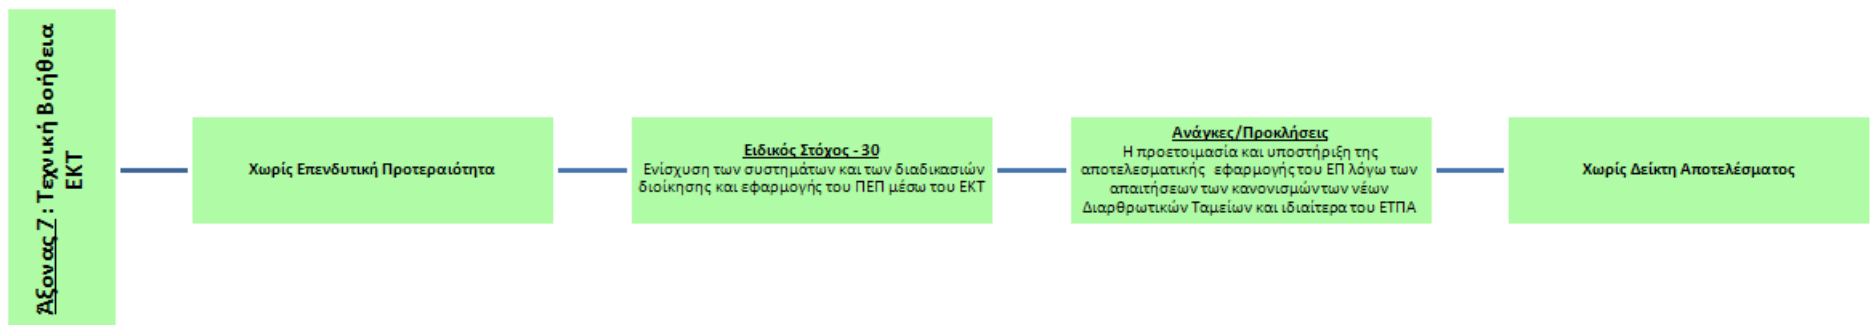 Άξονας 7 : Τεχνική Βοήθεια
ΕΚΤ
Χωρίς Επενδυτική Προτεραιότητα
Ειδικός Στόχος - 30
Ενίσχυση των συστημάτων και των διαδικασιών
διοίκησης και εφαρμογής του ΠΕΠ μέσω του ΕΚΤ
Ανάγκες/Προκλήσεις
Η προετοιμασία και υποστήριξη της
αποτελεσματικής εφαρμογής του ΕΠ λόγω των
απαιτήσεων των κανονισμών των νέων
Διαρθρωτικών Ταμείων και ιδιαίτερα του ΕΤΠΑ
Χωρίς Δείκτη Αποτελέσματος